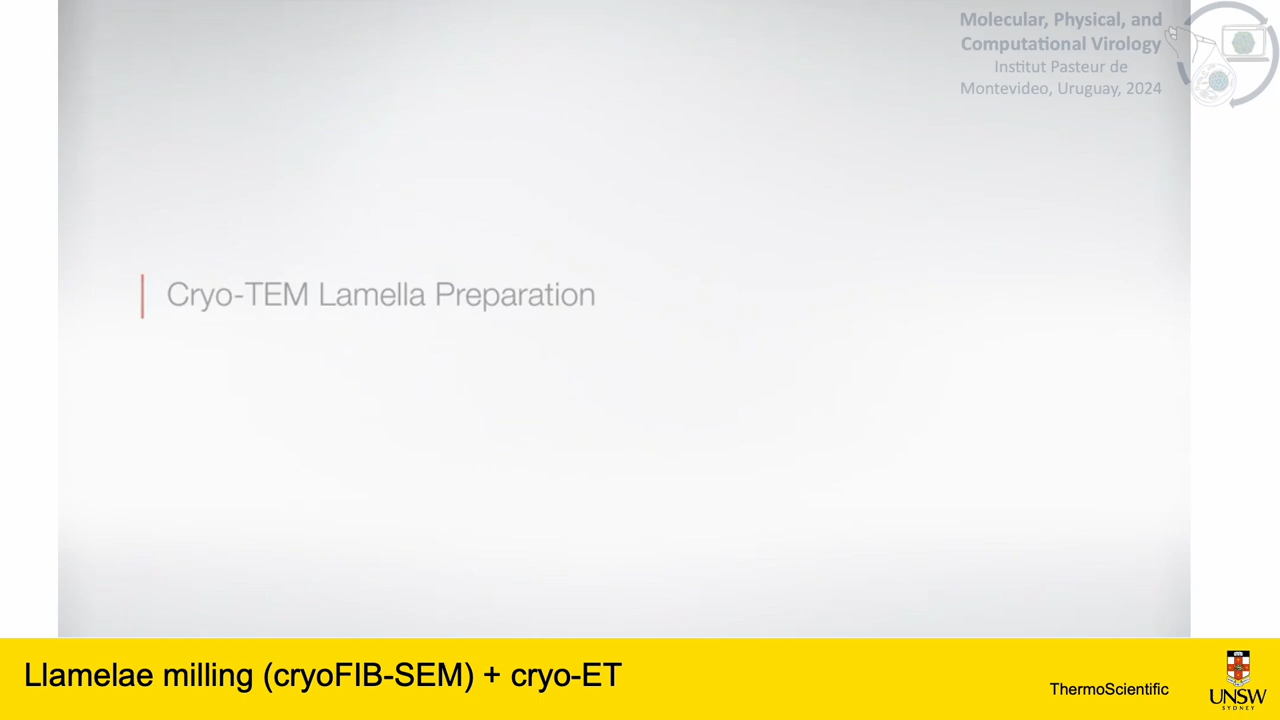 Molecular, Physical, and
Computational Virology
Institut Pasteur de
Montevideo, Uruguay, 2024
Cryo-TEM Lamella Preparation
Llamelae milling (cryoFIB-SEM) + cryo-ET
ThermoScientific
UNSW
SYDNEY